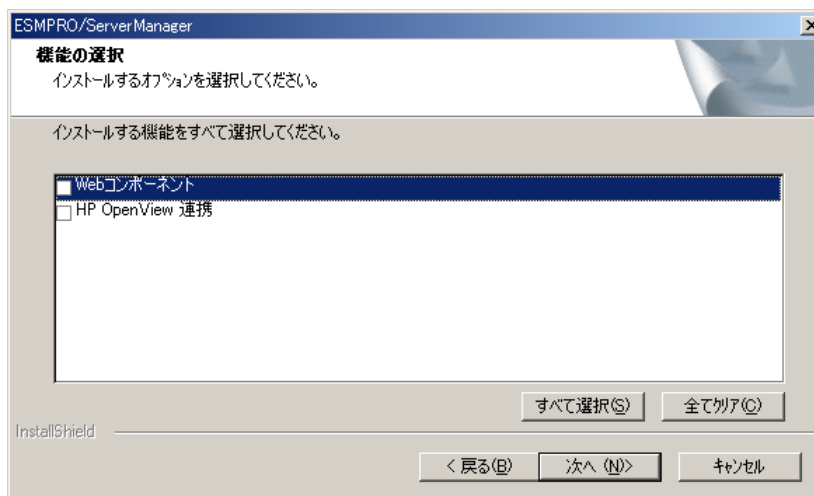 ESMPRO/ServerManager
機能の選択
インストールするオプションを選択してください。
インストールする機能をすべて選択してください。
Webコンポーネント
HP OpenView 連携
すべて選択(S)
全てクリア(C)
InstallShield
< 戻る(B)
次へ (N)>
キャンセル